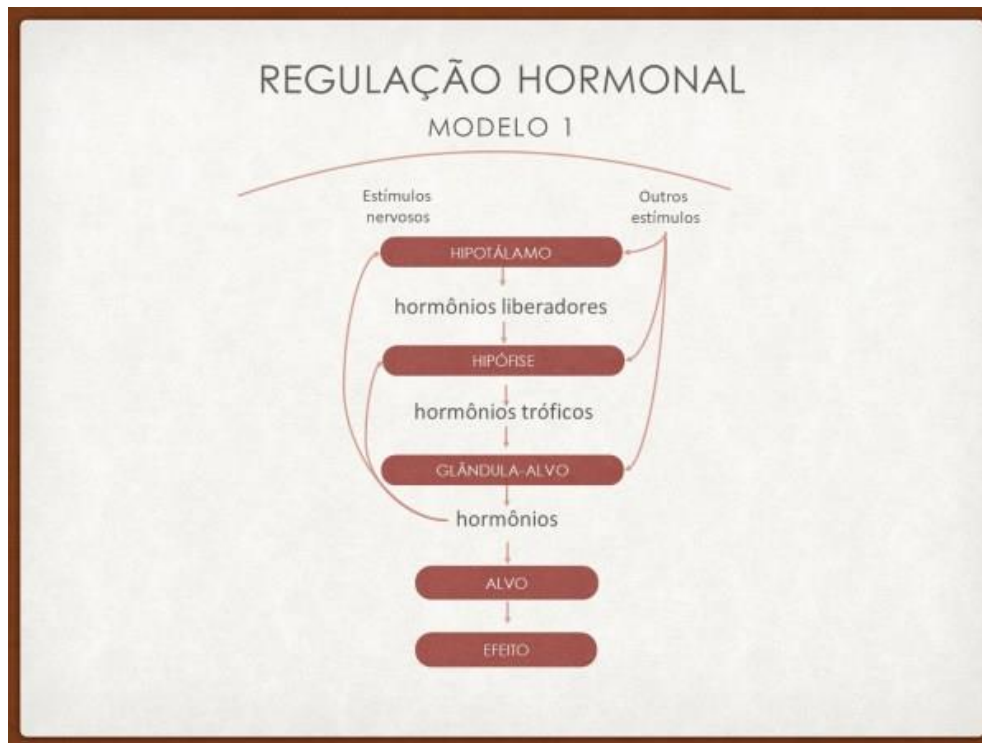 REGULAÇÃO HORMONAL
MODELO 1
Estímulos
nervosos
Outros
estímulos
HIPOTÁLAMO
hormônios liberadores
HIPÓFISE
hormônios tróficos
GLÂNDULA-ALVO
hormônios
ALVO
EFEITO